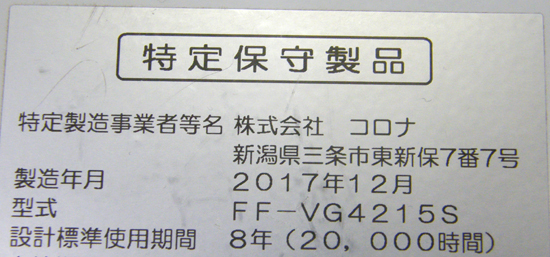 特定保守製品
特定製造事業者等名 株式会社 コロナ
新潟県三条市東新保7番7号
製造年月 2017年12月
型式 FF-VG4215S
設計標準使用期間 8年(20,000時間)